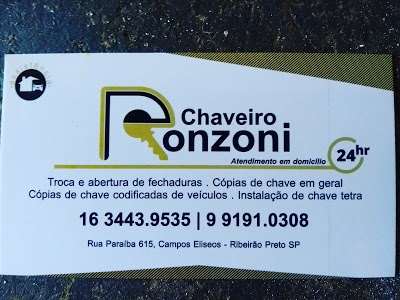 Chaveiro
Ronzoni
Atendimento em domicílio
24hr
Troca e abertura de fechaduras . Cópias de chave em geral
Cópias de chave codificadas de veículos . Instalação de chave tetra
16 3443.9535 | 9 9191.0308
Rua Paraíba 615, Campos Eliseos - Ribeirão Preto SP